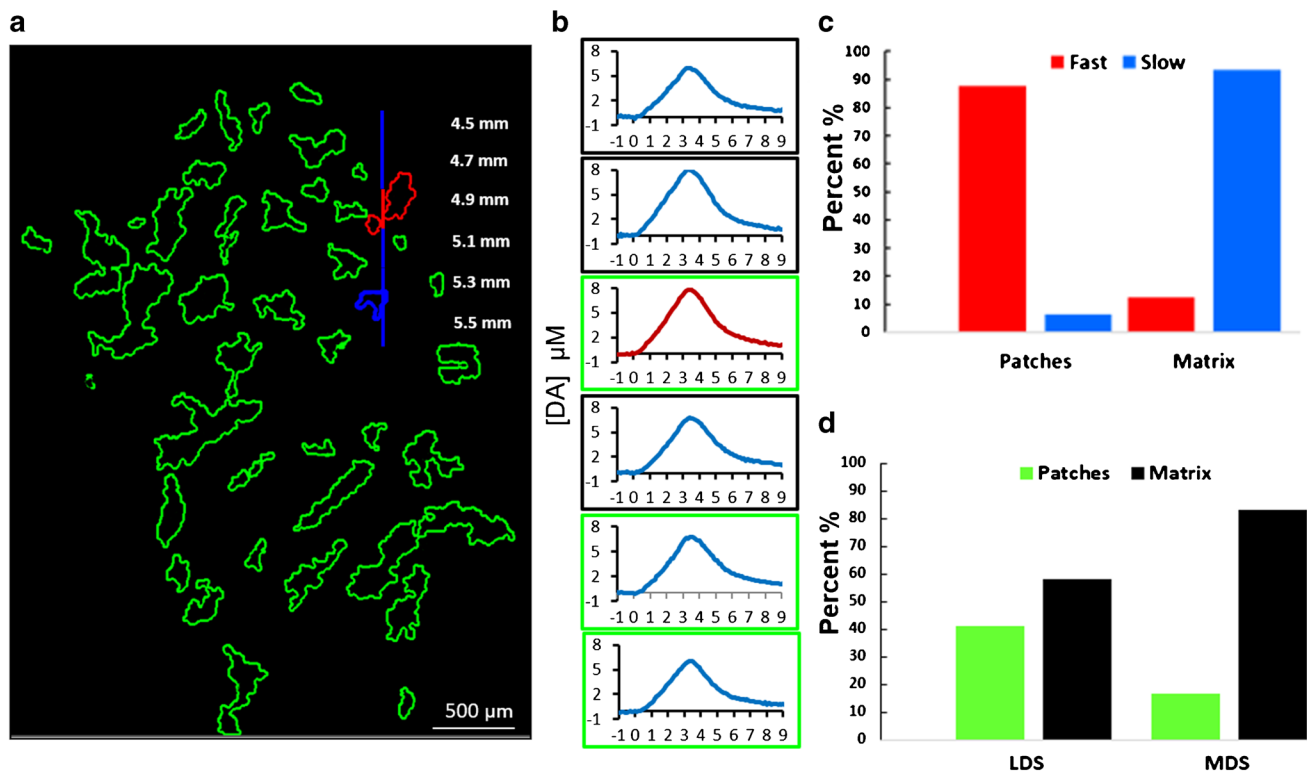 a
4.5 mm
4.7 mm
4.9 mm
5.1 mm
5.3 mm
5.5 mm
500 µm
b
[DA] µM
8
5
2
-1
-1 0 1 2 3 4 5 6 7 8 9
8
5
2
-1
-1 0 1 2 3 4 5 6 7 8 9
8
5
2
-1
-1 0 1 2 3 4 5 6 7 8 9
8
5
2
-1
-1 0 1 2 3 4 5 6 7 8 9
8
5
2
-1
-1 0 1 2 3 4 5 6 7 8 9
8
5
2
-1
-1 0 1 2 3 4 5 6 7 8 9
c
Fast Slow
Percent %
100
90
80
70
60
50
40
30
20
10
0
Patches Matrix
d
Patches Matrix
Percent %
100
90
80
70
60
50
40
30
20
10
0
LDS MDS